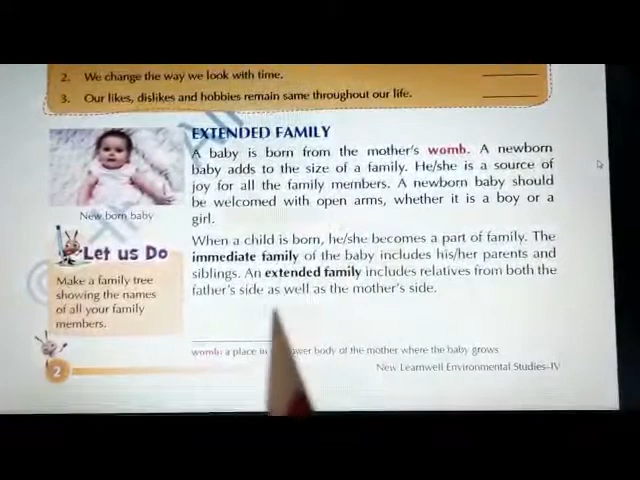 2. We change the way we look with time.
3. Our likes, dislikes and hobbies remain same throughout our life.
EXTENDED FAMILY
A baby is born from the mother's womb. A newborn
baby adds to the size of a family. He/she is a source of
joy for all the family members. A newborn baby should
be welcomed with open arms, whether it is a boy or a
girl.
New born baby
When a child is born, he/she becomes a part of family. The
immediate family of the baby includes his/her parents and
siblings. An extended family includes relatives from both the
father's side as well as the mother's side.
Let us Do
Make a family tree
showing the names
of all your family
members.
womb: a place in lower body of the mother where the baby grows
2
New Learnwell Environmental Studies–IV